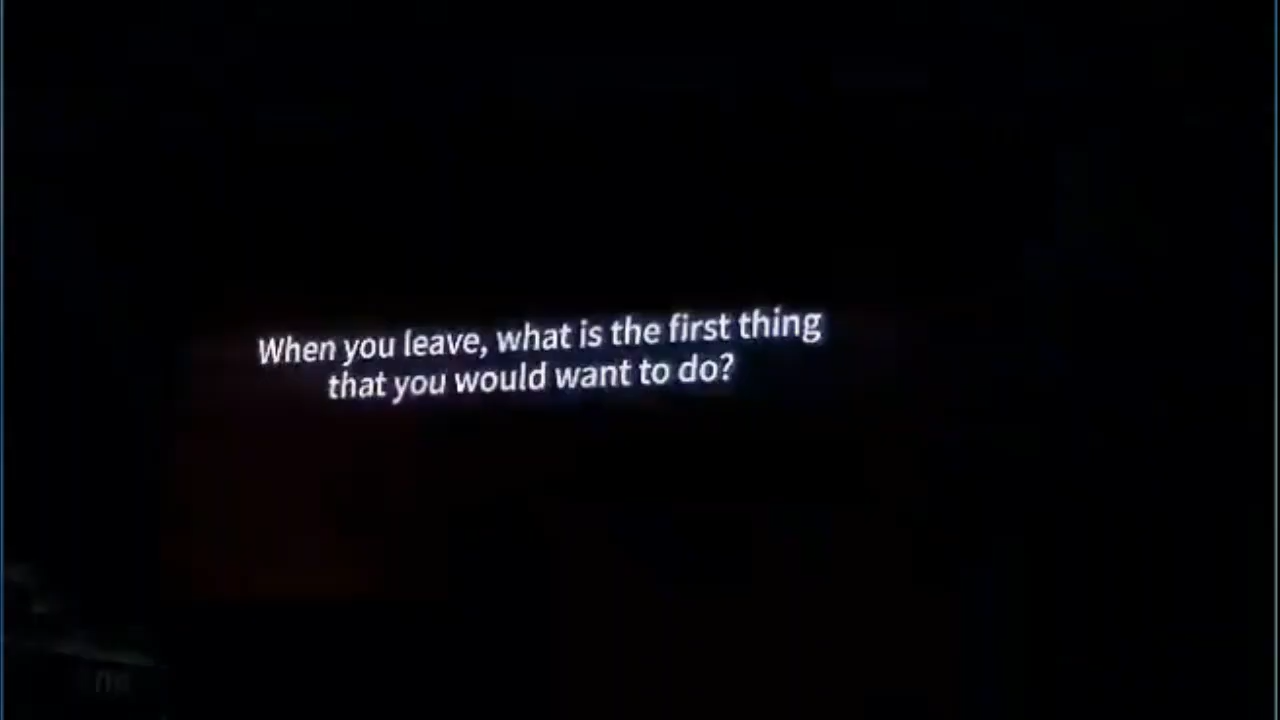 When you leave, what is the first thing
that you would want to do?